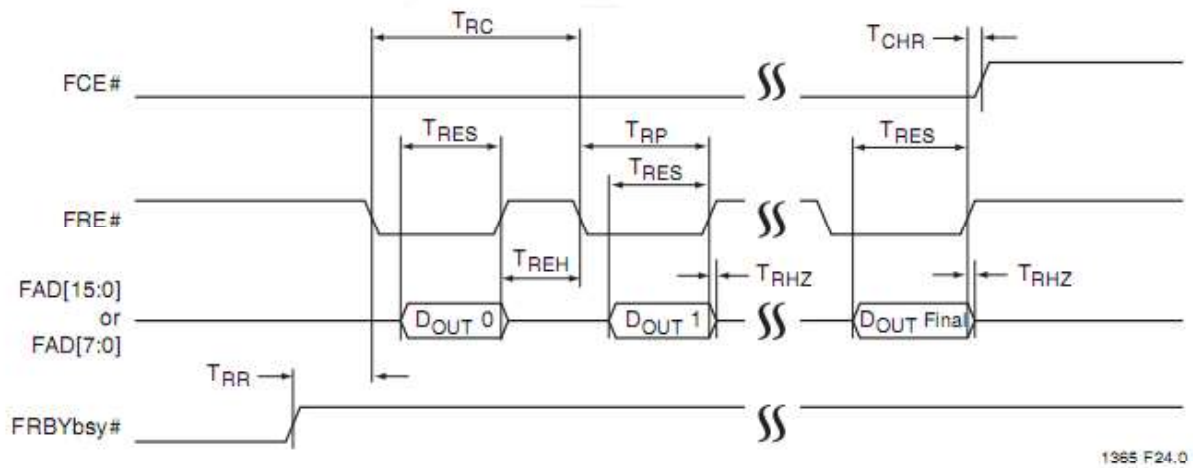 TRC
TCHR
FCE#
TRES
TRP
TRES
TRES
FRE#
TREH
TRHZ
TRHZ
FAD[15:0]
or
FAD[7:0]
DOUT 0
DOUT 1
DOUT Final
TRR
FRBYbsy#
1365 F24.0